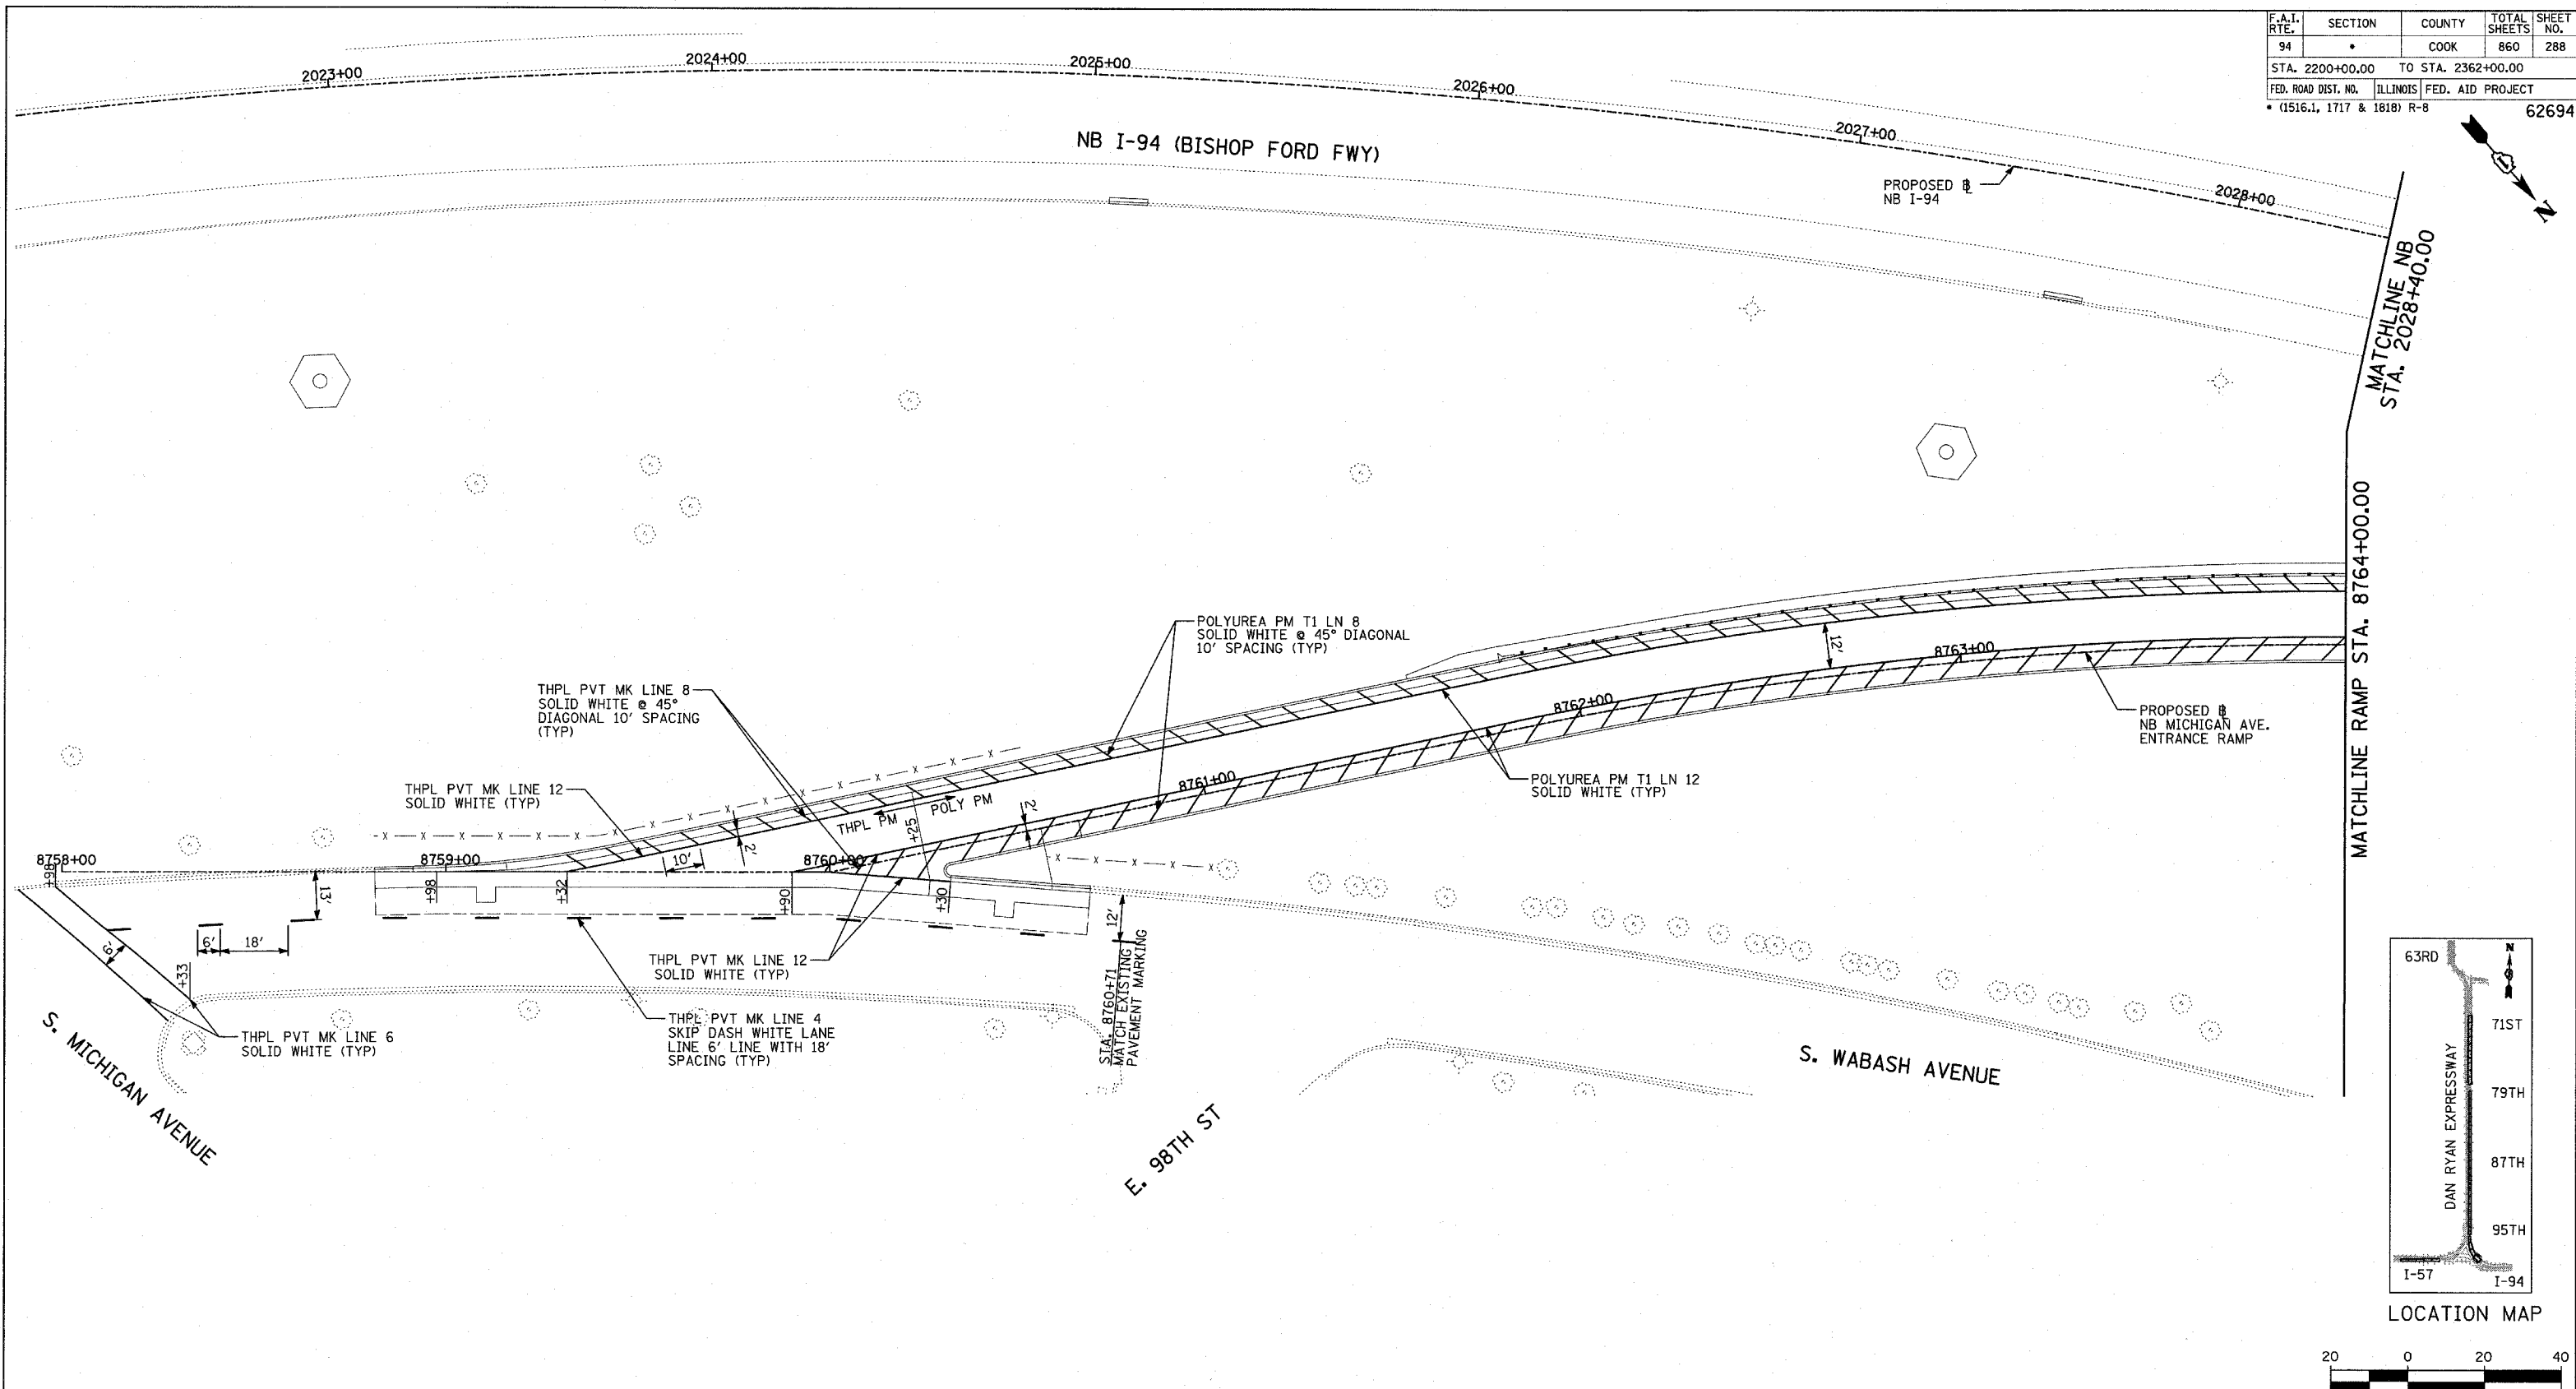 F.A.I. RTE. SECTION COUNTY TOTAL SHEETS SHEET NO.
94 * COOK 860 288
STA. 2200+00.00 TO STA. 2362+00.00
FED. ROAD DIST. NO. ILLINOIS FED. AID PROJECT
* (1516.1, 1717 & 1818) R-8 62694
2023+00
2024+00
2025+00
2026+00
2027+00
2028+00
NB I-94 (BISHOP FORD FWY)
PROPOSED B
NB I-94
N
MATCHLINE NB
STA. 2028+40.00
MATCHLINE RAMP STA. 8764+00.00
POLYUREA PM T1 LN 8
SOLID WHITE @ 45° DIAGONAL
10' SPACING (TYP)
12'
8763+00
THPL PVT MK LINE 8
SOLID WHITE @ 45°
DIAGONAL 10' SPACING
(TYP)
8762+00
PROPOSED B
NB MICHIGAN AVE.
ENTRANCE RAMP
THPL PVT MK LINE 12
SOLID WHITE (TYP)
8761+00
POLYUREA PM T1 LN 12
SOLID WHITE (TYP)
THPL PM
POLY PM
+25
2'
2'
10'
8758+00
8759+00
8760+00
+98
+98
+32
+90
+30
13'
12'
6'
6'
18'
+33
THPL PVT MK LINE 12
SOLID WHITE (TYP)
THPL PVT MK LINE 6
SOLID WHITE (TYP)
THPL PVT MK LINE 4
SKIP DASH WHITE LANE
LINE 6' LINE WITH 18'
SPACING (TYP)
STA. 8760+71
MATCH EXISTING
PAVEMENT MARKING
S. MICHIGAN AVENUE
E. 98TH ST
S. WABASH AVENUE
63RD
N
71ST
79TH
87TH
95TH
DAN RYAN EXPRESSWAY
I-57
I-94
LOCATION MAP
20 0 20 40